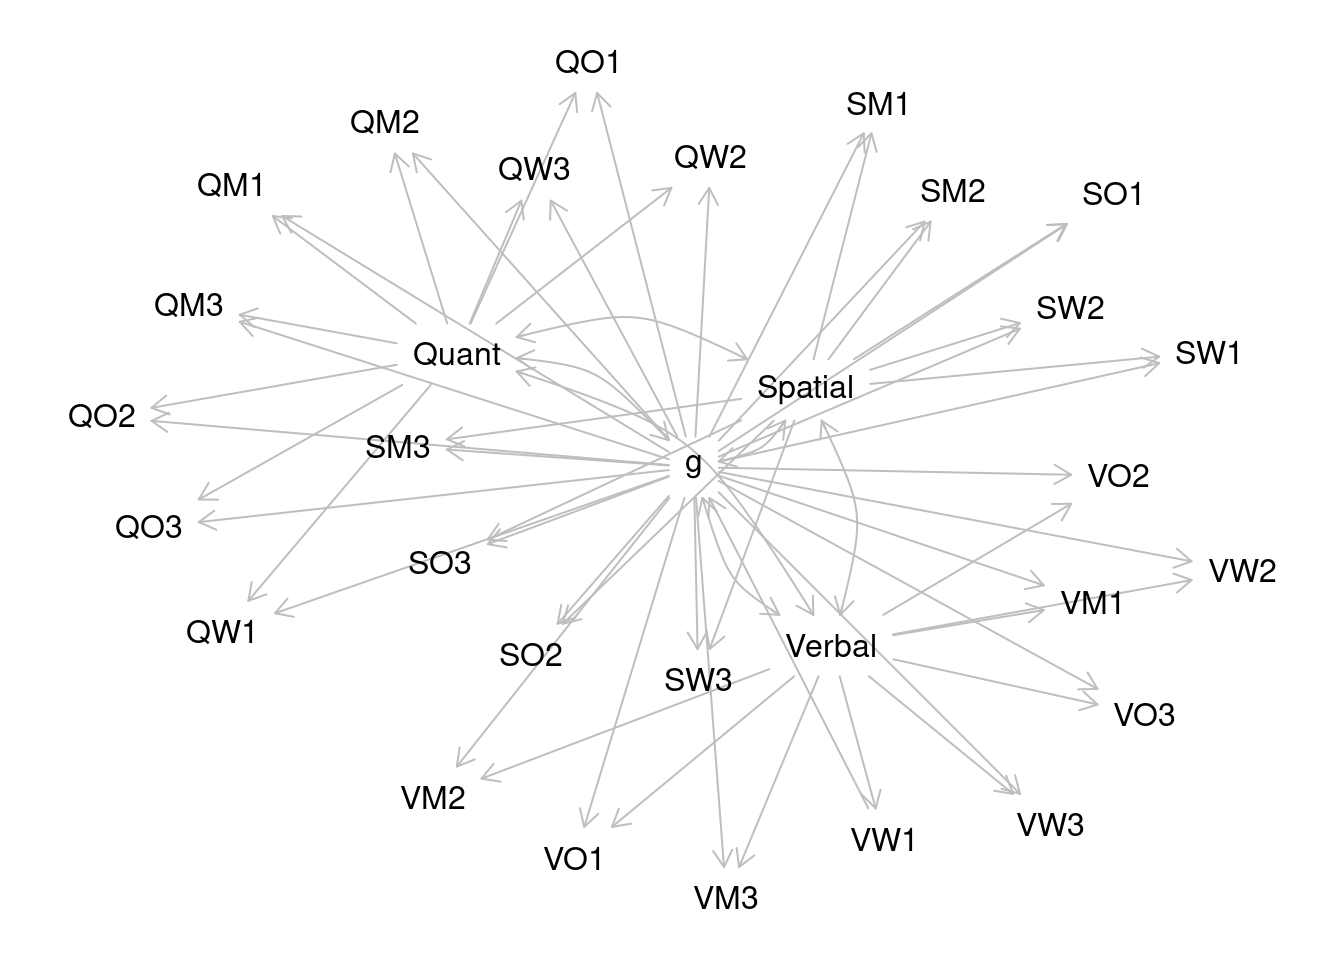 QO1
SM1
QM2
QW2
QW3
QM1
SM2
SO1
QM3
SW2
SW1
Quant
Spatial
QO2
SM3
g
VO2
QO3
SO3
VW2
VM1
QW1
Verbal
SO2
SW3
VO3
VM2
VW3
VW1
VO1
VM3